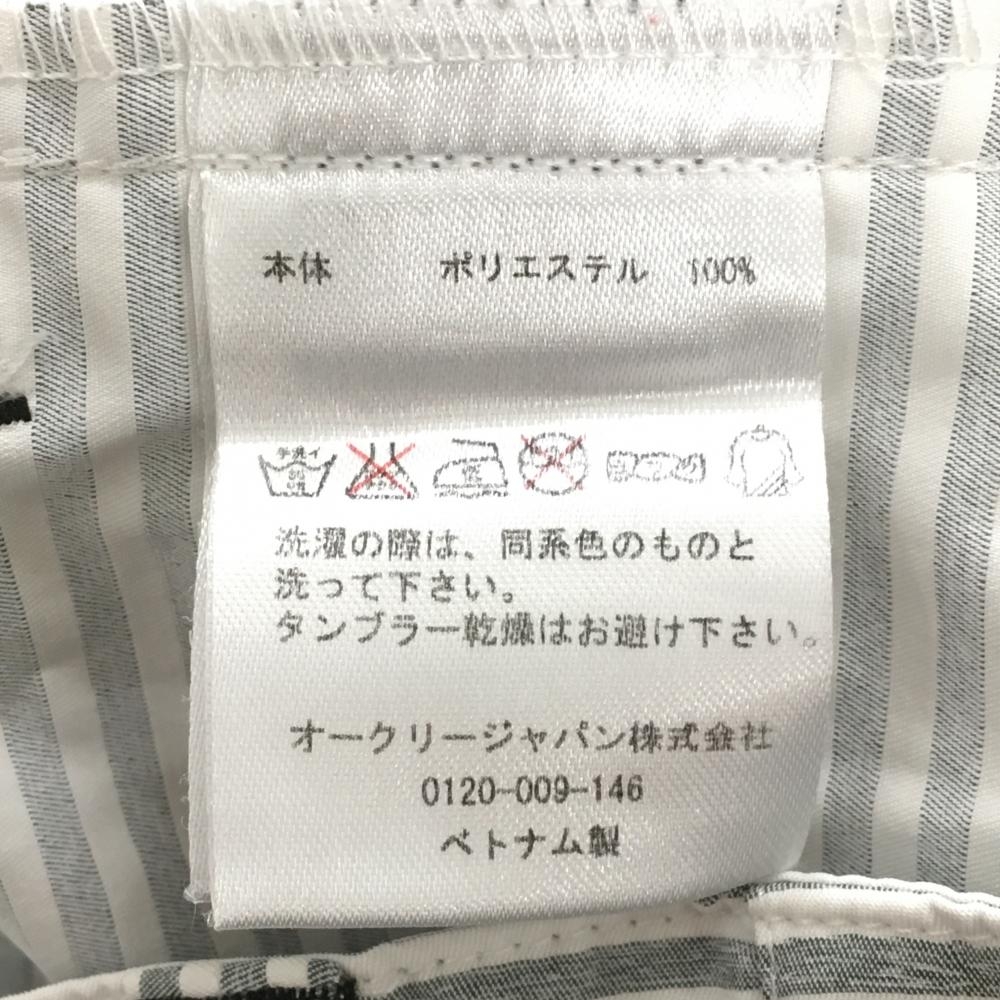 本体 ポリエステル 100%
手洗イ
洗濯の際は、同系色のものと
洗って下さい。
タンブラー乾燥はお避け下さい。
オークリージャパン株式会社
0120-009-146
ベトナム製